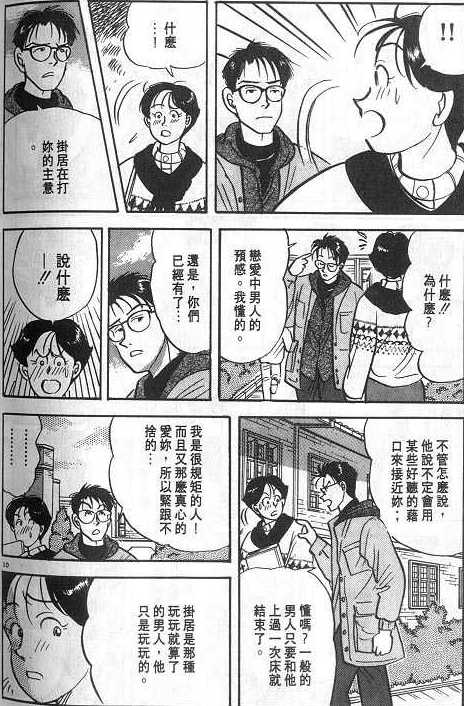 !!
什麼
…!
掛居在打
妳的主意
。
什麼!!
為什麼?
戀愛中男人的
預感。我懂的。
還是,你們
已經有了…
說什麼
—!!
不管怎麼說,
他說不定會用
某些好聽的藉
口來接近妳;
懂嗎?一般的
男人只要和他
上過一次床就
結束了。
我是很規矩的人!
而且又那麼真心的
愛妳,所以緊跟不
捨的…
………
………
掛居是那種
玩玩就算了
的男人,他
只是玩玩的。
10